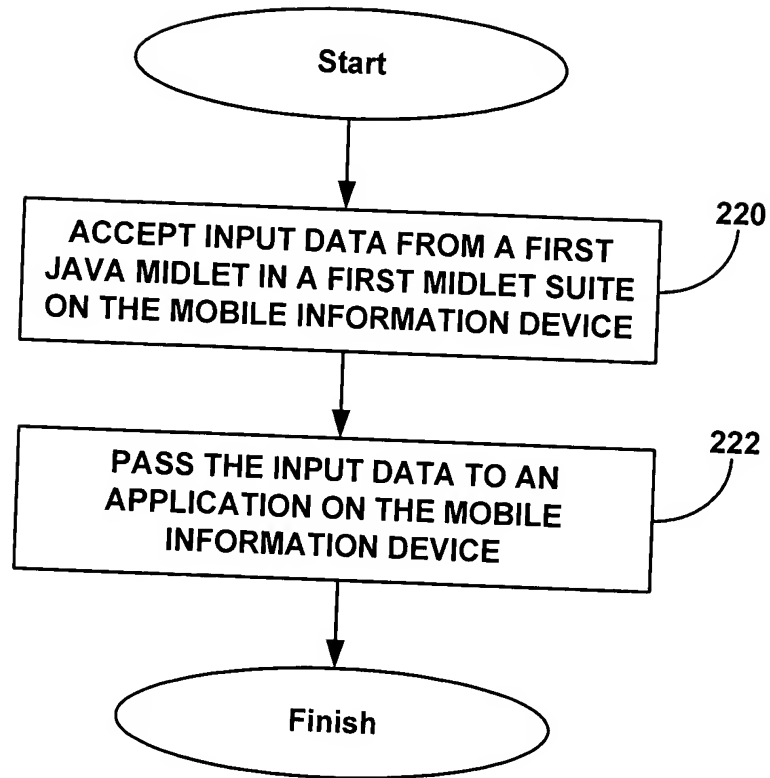 Start
220
ACCEPT INPUT DATA FROM A FIRST
JAVA MIDLET IN A FIRST MIDLET SUITE
ON THE MOBILE INFORMATION DEVICE
222
PASS THE INPUT DATA TO AN
APPLICATION ON THE MOBILE
INFORMATION DEVICE
Finish